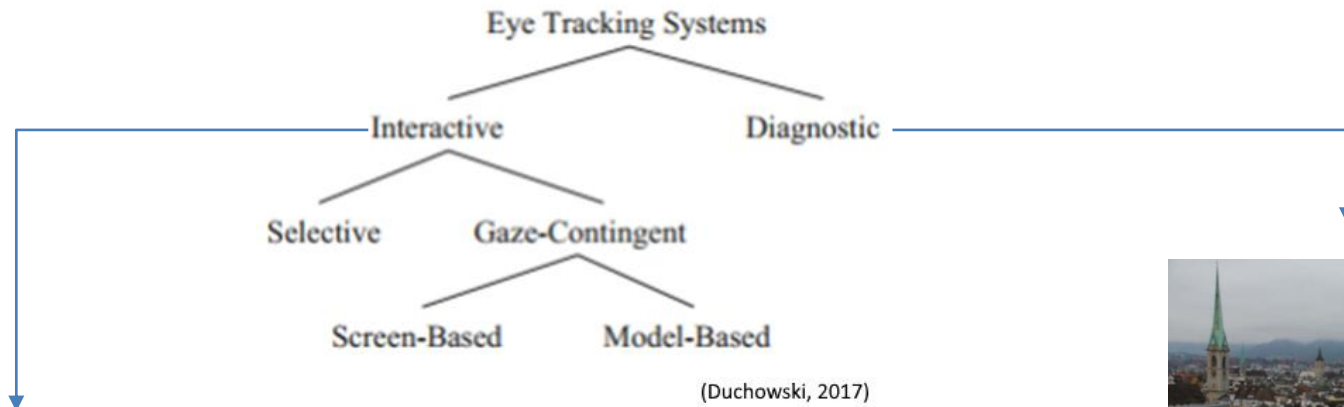 Eye Tracking Systems
Interactive Diagnostic
Selective Gaze-Contingent
Screen-Based Model-Based
(Duchowski, 2017)